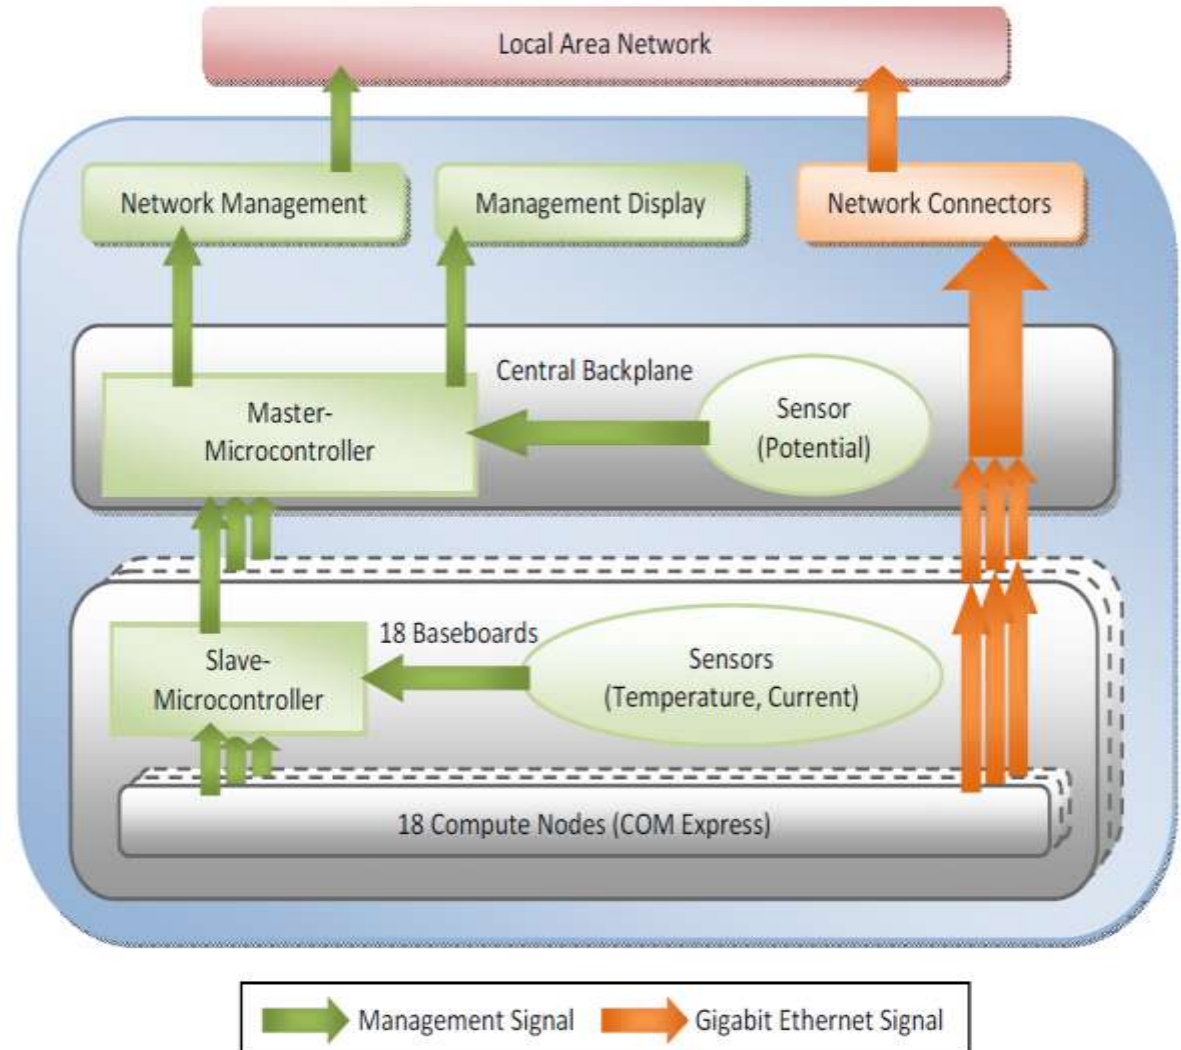 Local Area Network
Network Management
Management Display
Network Connectors
Central Backplane
Master-
Microcontroller
Sensor
(Potential)
18 Baseboards
Slave-
Microcontroller
Sensors
(Temperature, Current)
18 Compute Nodes (COM Express)
Management Signal
Gigabit Ethernet Signal